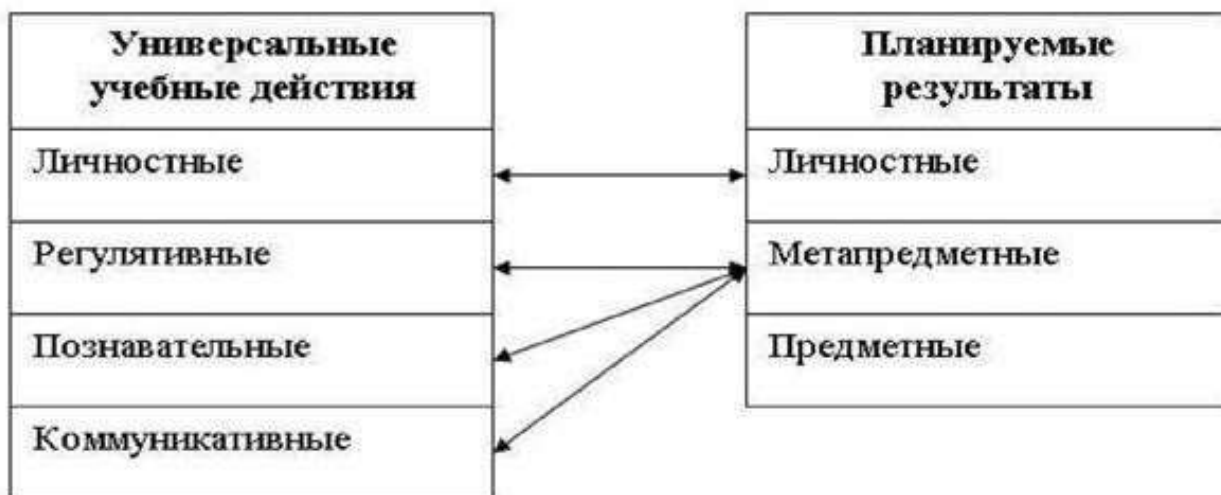 Универсальные
учебные действия
Личностные
Регулятивные
Познавательные
Коммуникативные
Планируемые
результаты
Личностные
Метапредметные
Предметные